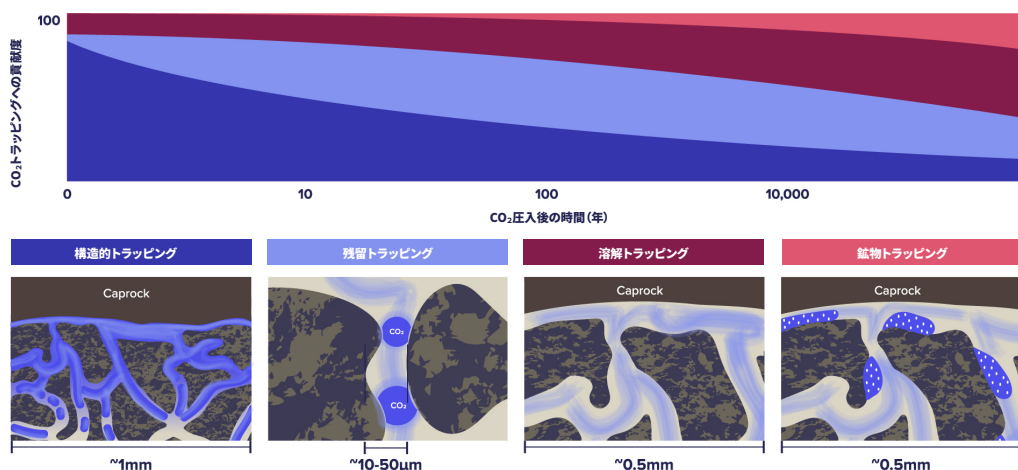 100
CO₂トラッピングへの貢献度
0
10
100
10,000
CO₂圧入後の時間（年）
構造的トラッピング
残留トラッピング
溶解トラッピング
鉱物トラッピング
Caprock
CO₂
CO₂
Caprock
Caprock
~1mm
~10-50µm
~0.5mm
~0.5mm